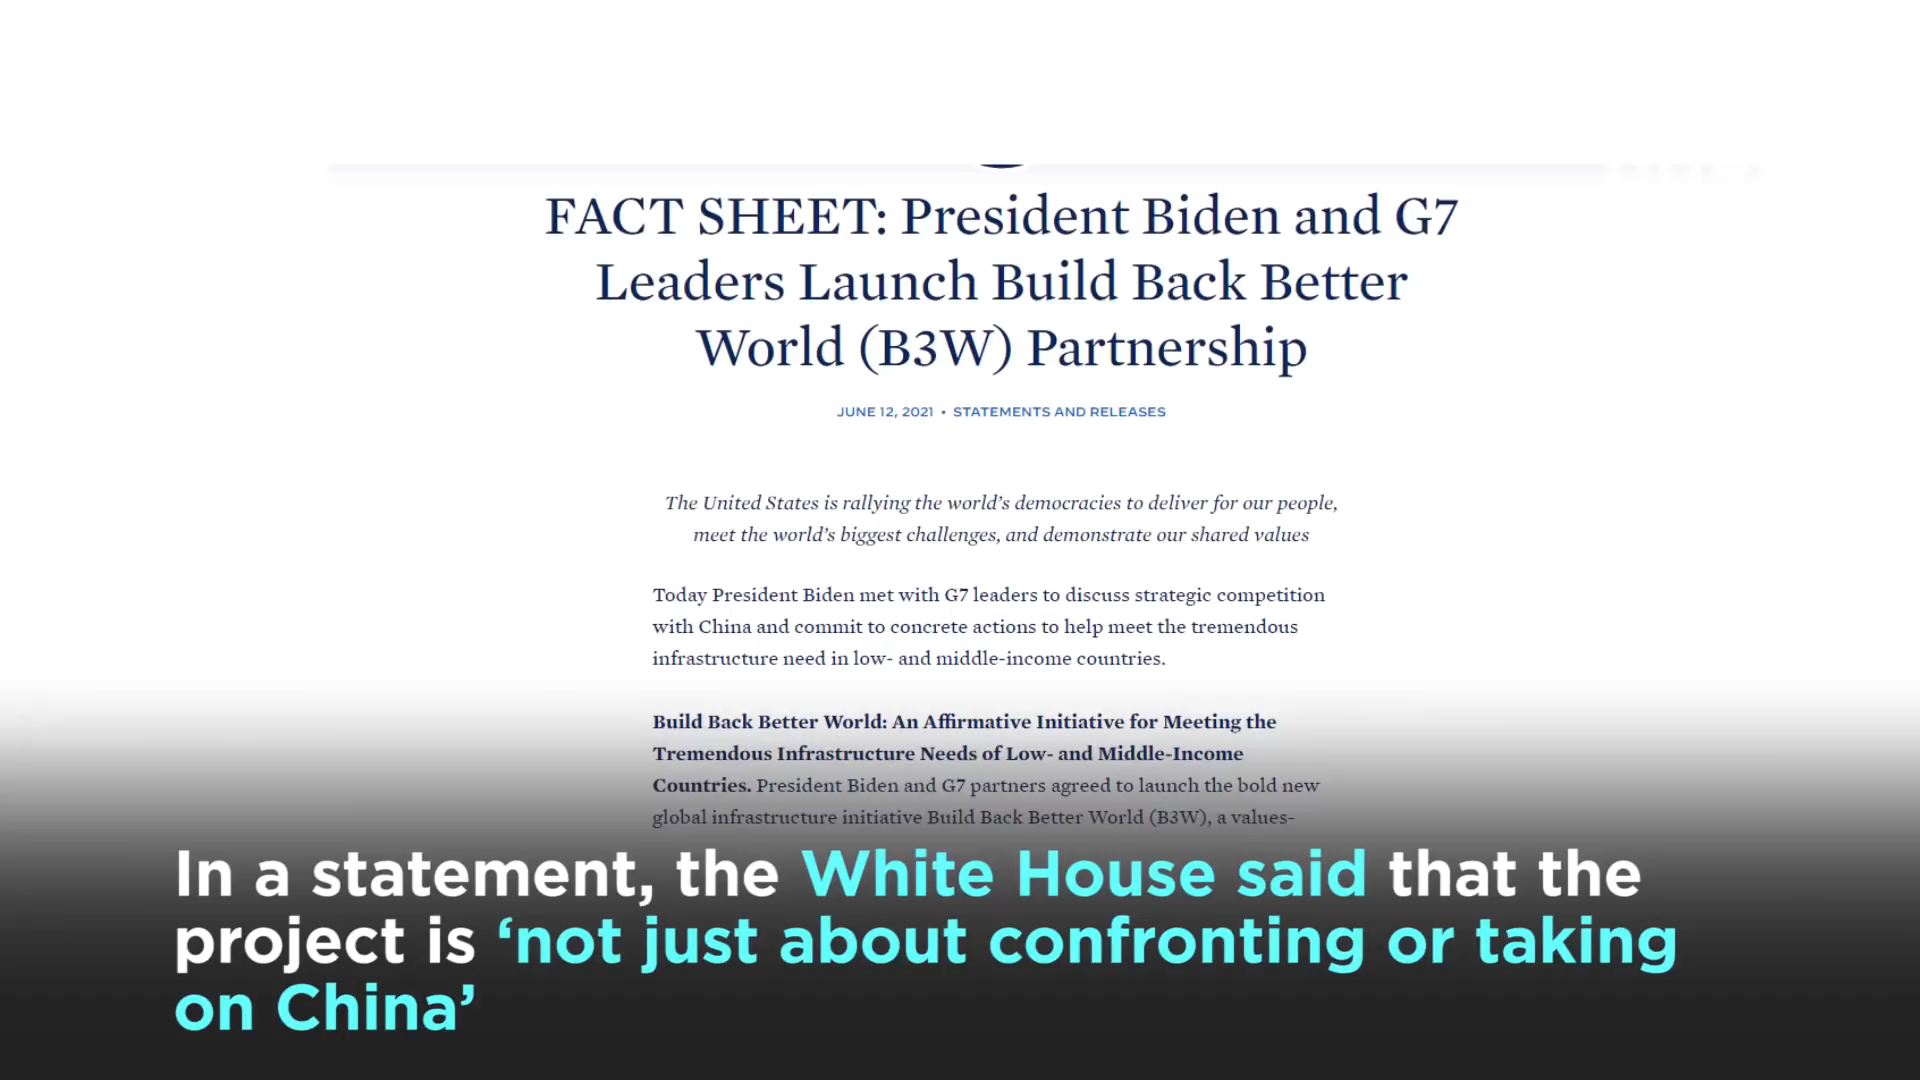 FACT SHEET: President Biden and G7
Leaders Launch Build Back Better
World (B3W) Partnership
JUNE 12, 2021 • STATEMENTS AND RELEASES
The United States is rallying the world’s democracies to deliver for our people,
meet the world’s biggest challenges, and demonstrate our shared values
Today President Biden met with G7 leaders to discuss strategic competition
with China and commit to concrete actions to help meet the tremendous
infrastructure need in low- and middle-income countries.
Build Back Better World: An Affirmative Initiative for Meeting the
Tremendous Infrastructure Needs of Low- and Middle-Income
Countries. President Biden and G7 partners agreed to launch the bold new
global infrastructure initiative Build Back Better World (B3W), a values-
In a statement, the White House said that the
project is ‘not just about confronting or taking
on China’